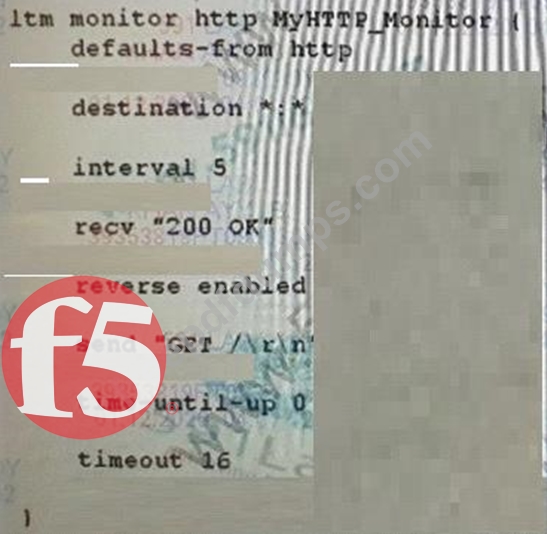 ltm monitor http MyHTTP_Monitor {
defaults-from http
destination *:*
interval 5
recv "200 OK"
reverse enabled
send "GET /\r\n"
time-until-up 0
timeout 16
}
f5